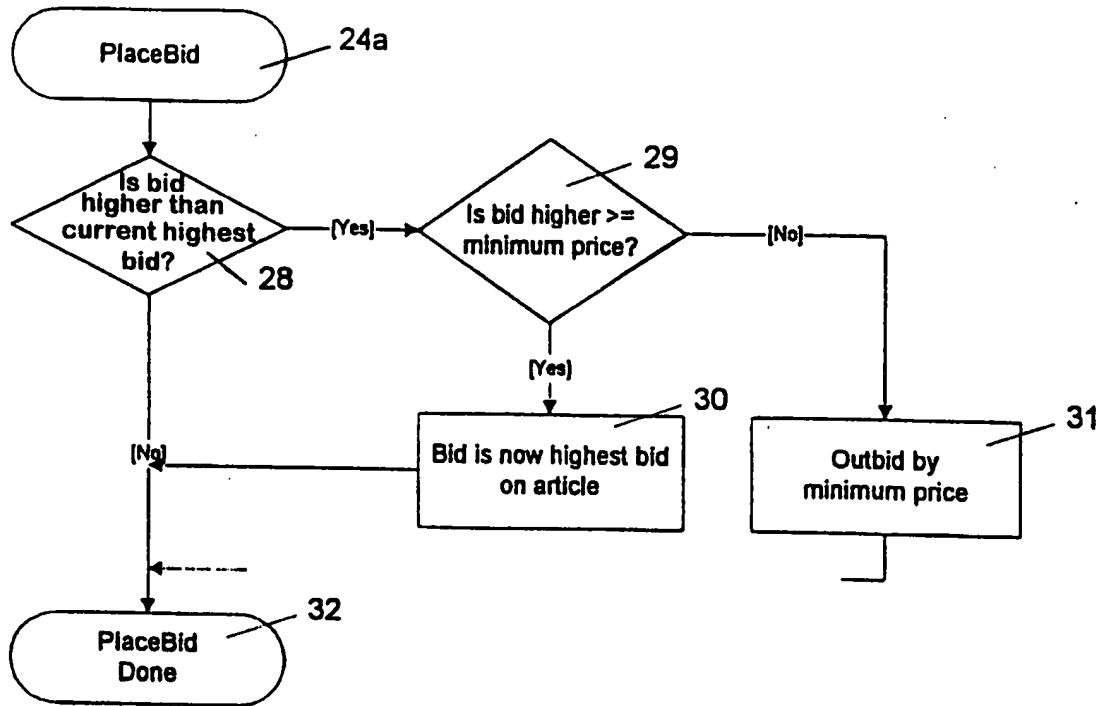 PlaceBid
24a
Is bid
higher than
current highest
bid?
28
[Yes]
Is bid higher >=
minimum price?
29
[No]
[Yes]
30
Bid is now highest bid
on article
31
Outbid by
minimum price
[No]
32
PlaceBid
Done